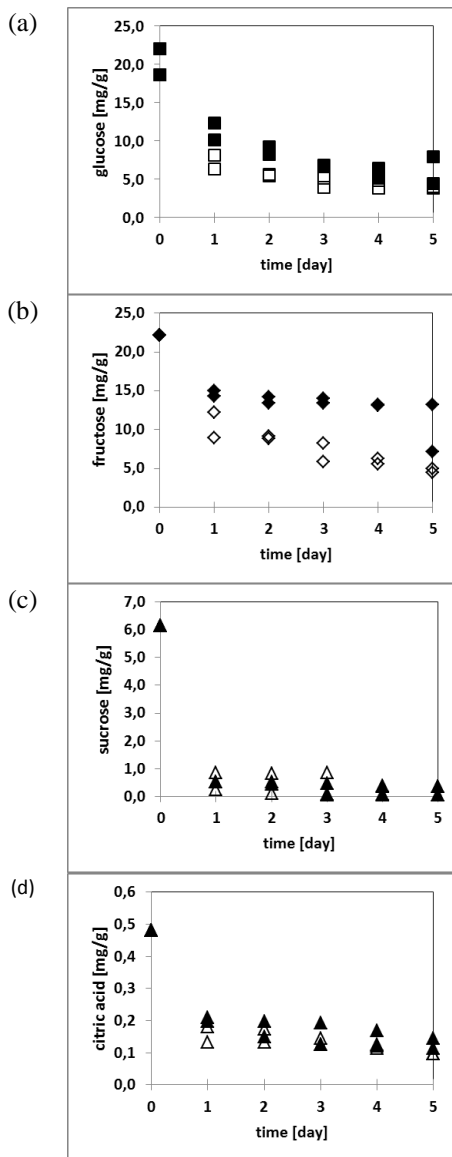 (a)
glucose [mg/g]
25,0
20,0
15,0
10,0
5,0
0,0
0 1 2 3 4 5
time [day]
(b)
fructose [mg/g]
25,0
20,0
15,0
10,0
5,0
0,0
0 1 2 3 4 5
time [day]
(c)
sucrose [mg/g]
7,0
6,0
5,0
4,0
3,0
2,0
1,0
0,0
0 1 2 3 4 5
time [day]
(d)
citric acid [mg/g]
0,6
0,5
0,4
0,3
0,2
0,1
0,0
0 1 2 3 4 5
time [day]